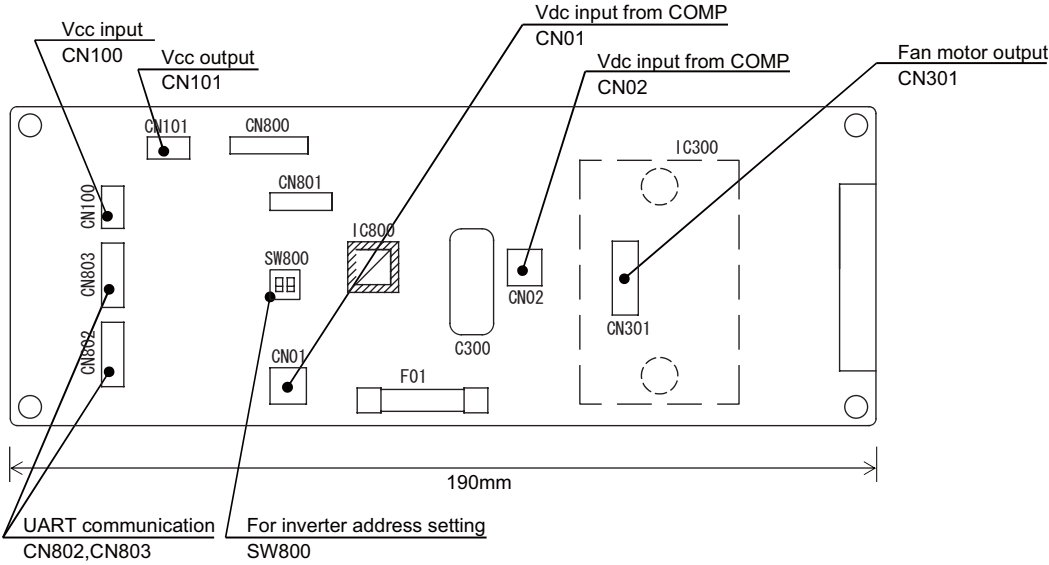 Vdc input from COMP
CN01
Vcc input
CN100
Vcc output
CN101
Vdc input from COMP
CN02
Fan motor output
CN301
CN101
CN800
IC300
CN801
CN100
IC800
SW800
CN803
CN02
CN301
CN802
CN01
C300
F01
190mm
UART communication
CN802,CN803
For inverter address setting
SW800